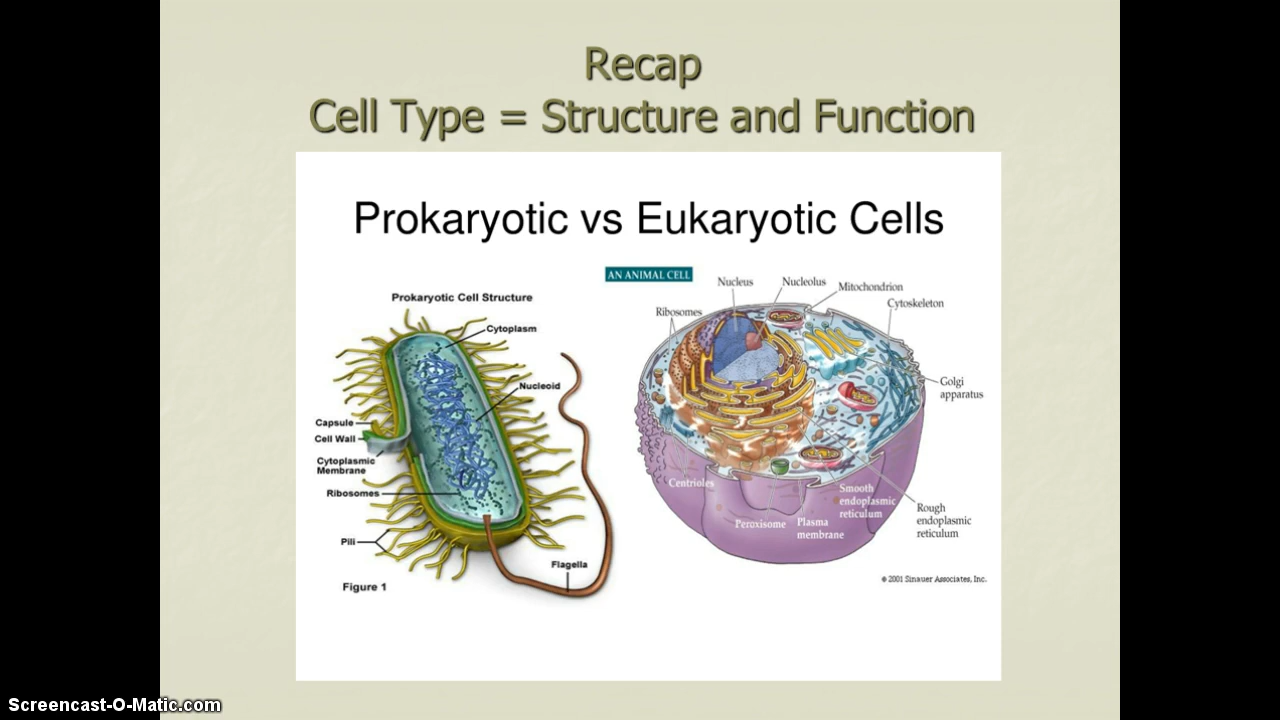 Recap
Cell Type = Structure and Function
Prokaryotic vs Eukaryotic Cells
Prokaryotic Cell Structure
Cytoplasm
Nucleoid
Capsule
Cell Wall
Cytoplasmic
Membrane
Ribosomes
Pili
Flagella
Figure 1
AN ANIMAL CELL
Nucleus
Nucleolus
Mitochondrion
Cytoskeleton
Ribosomes
Golgi
apparatus
Centrioles
Peroxisome
Plasma
membrane
Smooth
endoplasmic
reticulum
Rough
endoplasmic
reticulum
© 2001 Sinauer Associates, Inc.
Screencast-O-Matic.com